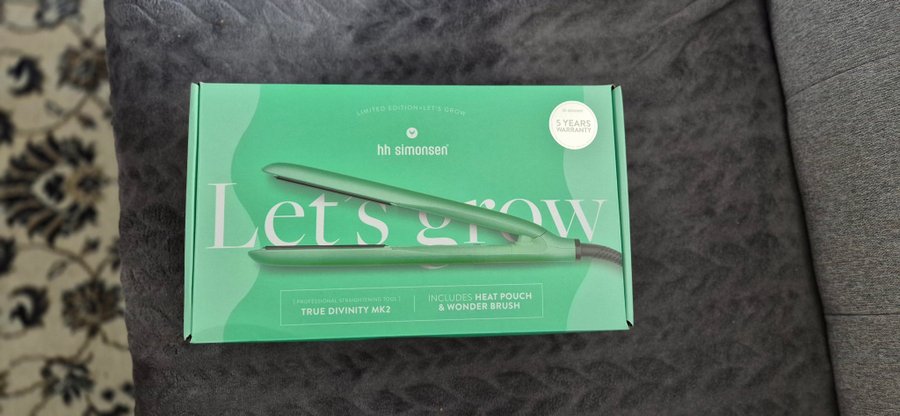 LIMITED EDITION • LET'S GROW
hh simonsen
5 YEARS
WARRANTY
Let's grow
[ PROFESSIONAL STRAIGHTENING TOOL ]
TRUE DIVINITY MK2
INCLUDES HEAT POUCH
& WONDER BRUSH